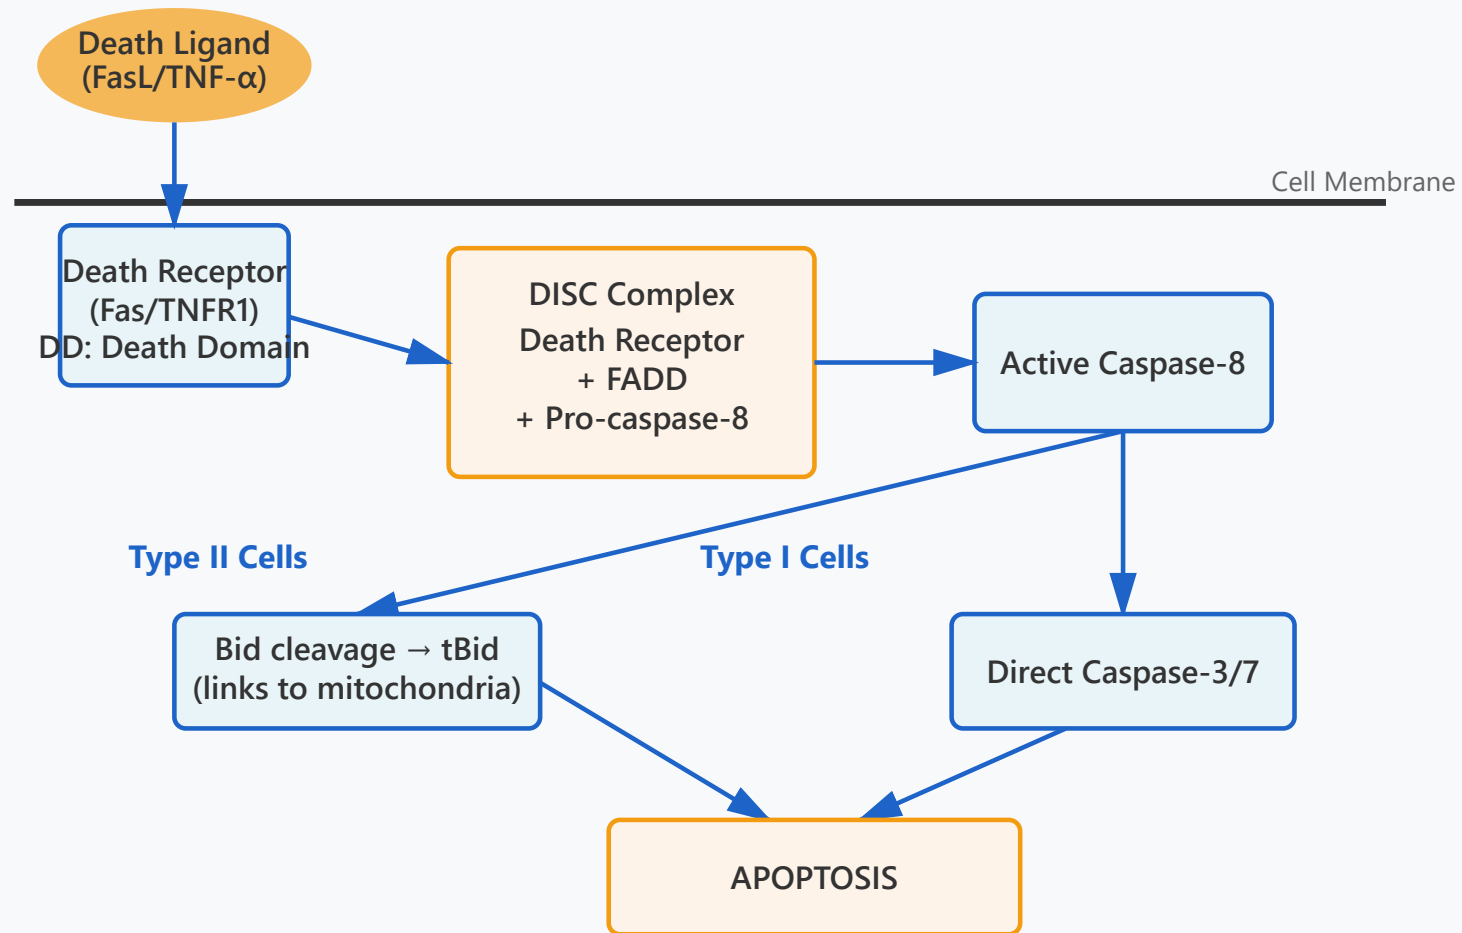 Death Ligand
(FasL/TNF-α)
Cell Membrane
Death Receptor
(Fas/TNFR1)
DD: Death Domain
DISC Complex
Death Receptor
+ FADD
+ Pro-caspase-8
Active Caspase-8
Type II Cells
Type I Cells
Bid cleavage → tBid
(links to mitochondria)
Direct Caspase-3/7
APOPTOSIS